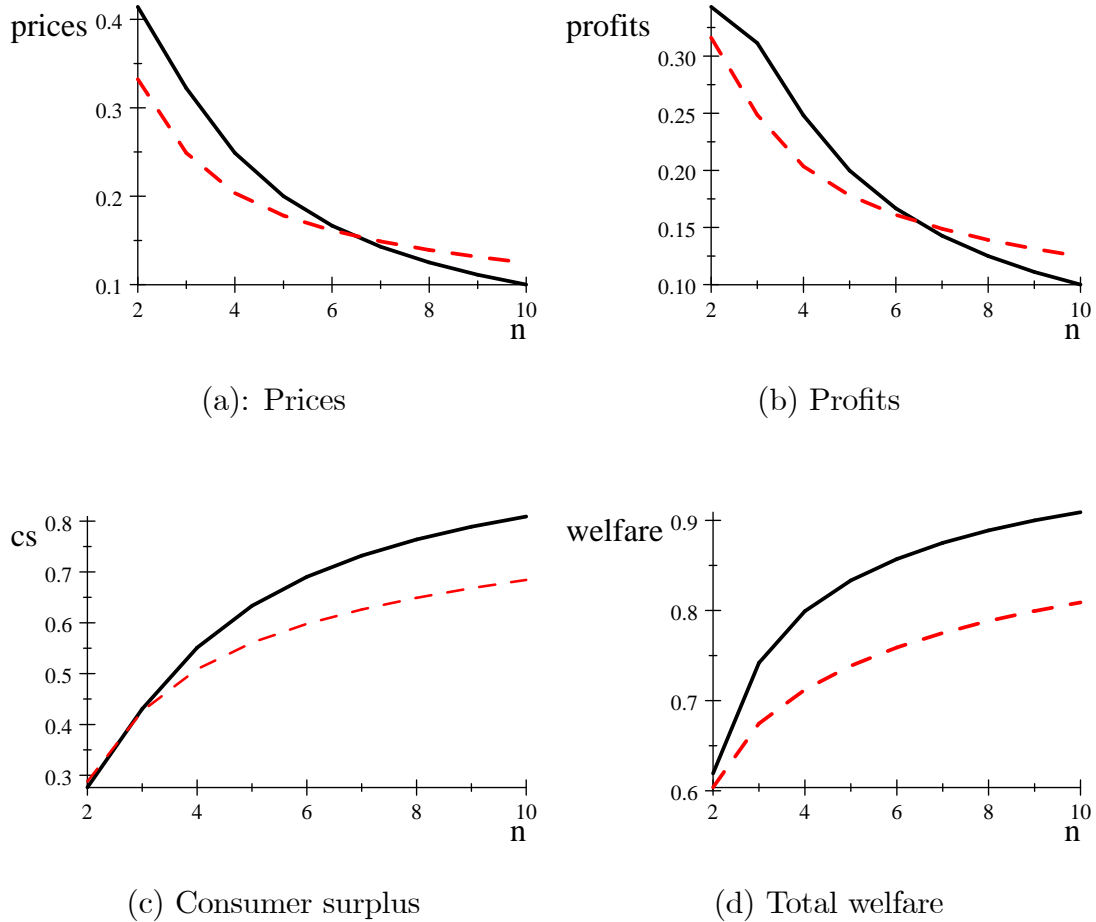 prices
0.4
0.3
0.2
0.1
2 4 6 8 10
n
(a): Prices
profits
0.30
0.25
0.20
0.15
0.10
2 4 6 8 10
n
(b) Profits
cs
0.8
0.7
0.6
0.5
0.4
0.3
2 4 6 8 10
n
(c) Consumer surplus
welfare
0.9
0.8
0.7
0.6
2 4 6 8 10
n
(d) Total welfare